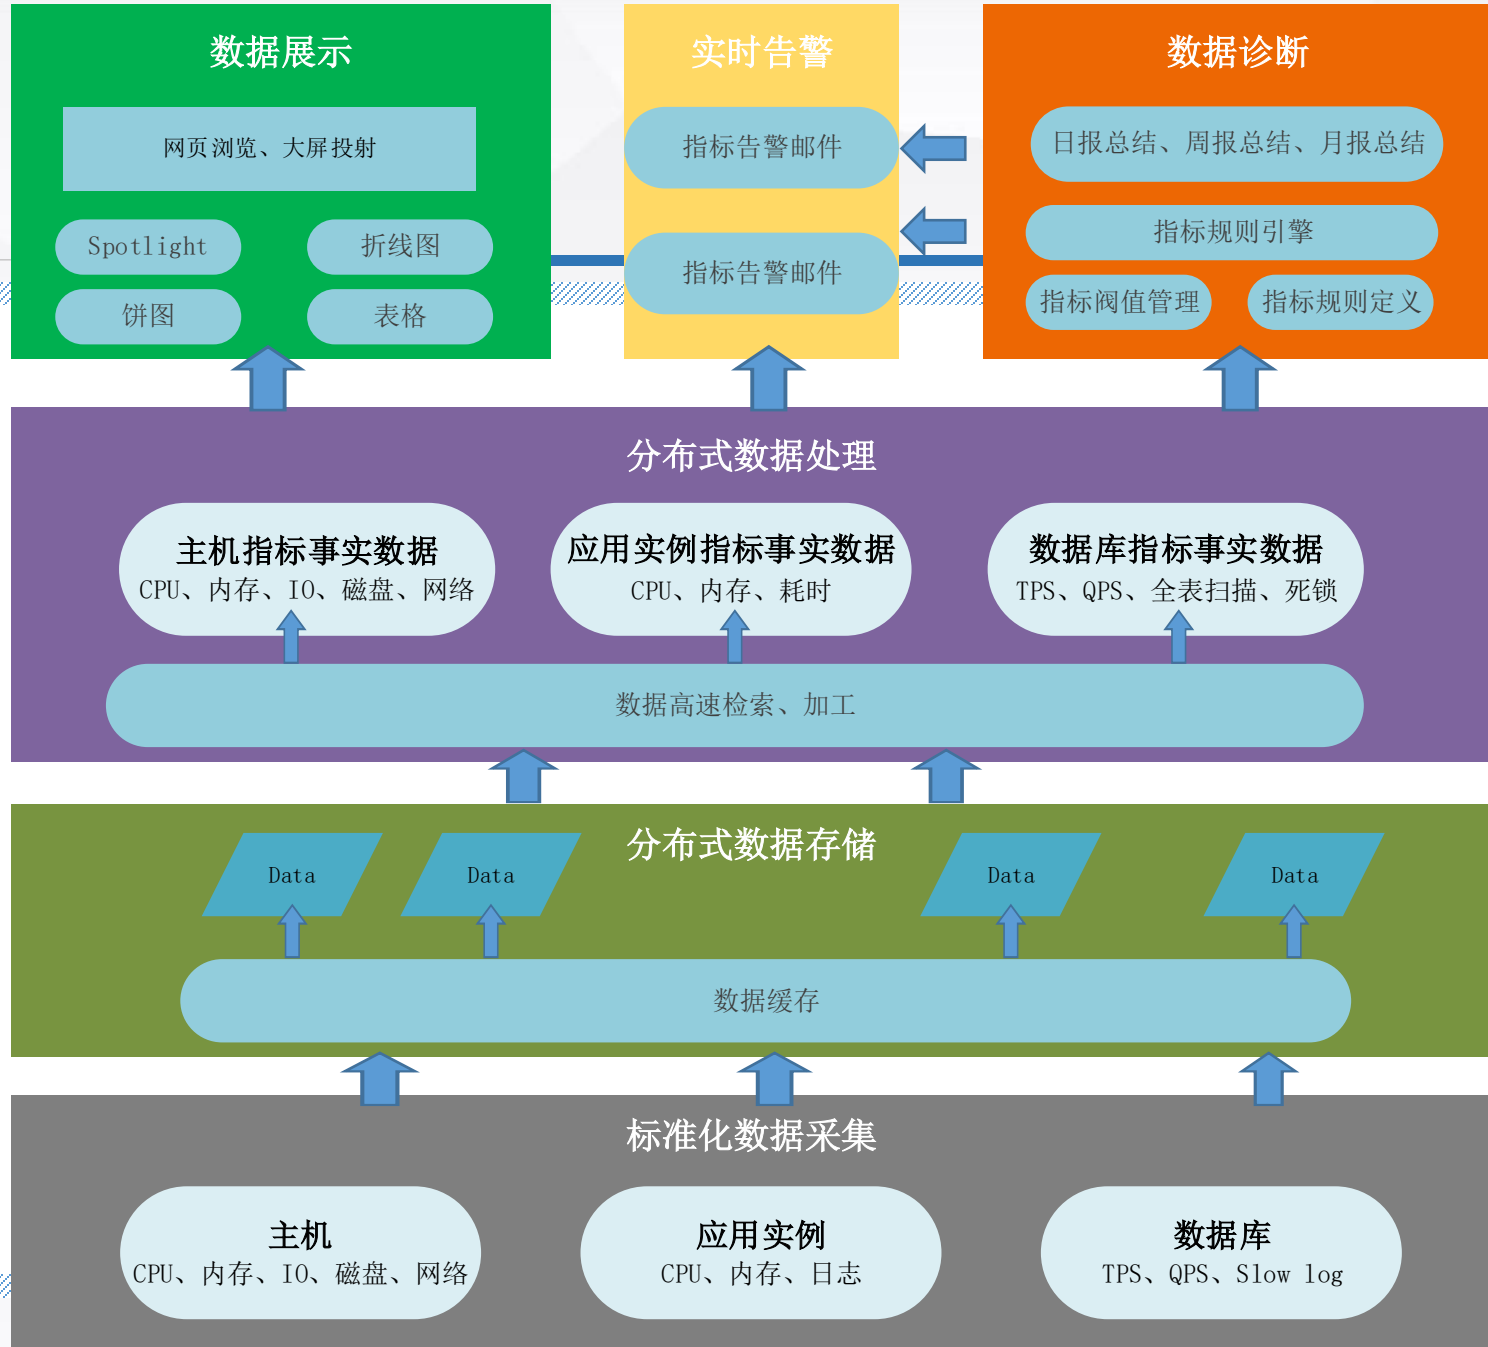 数据展示
网页浏览、大屏投射
Spotlight
折线图
饼图
表格
实时告警
指标告警邮件
指标告警邮件
数据诊断
日报总结、周报总结、月报总结
指标规则引擎
指标阀值管理
指标规则定义
分布式数据处理
主机指标事实数据
CPU、内存、IO、磁盘、网络
应用实例指标事实数据
CPU、内存、耗时
数据库指标事实数据
TPS、QPS、全表扫描、死锁
数据高速检索、加工
分布式数据存储
Data
Data
Data
Data
数据缓存
标准化数据采集
主机
CPU、内存、IO、磁盘、网络
应用实例
CPU、内存、日志
数据库
TPS、QPS、Slow log